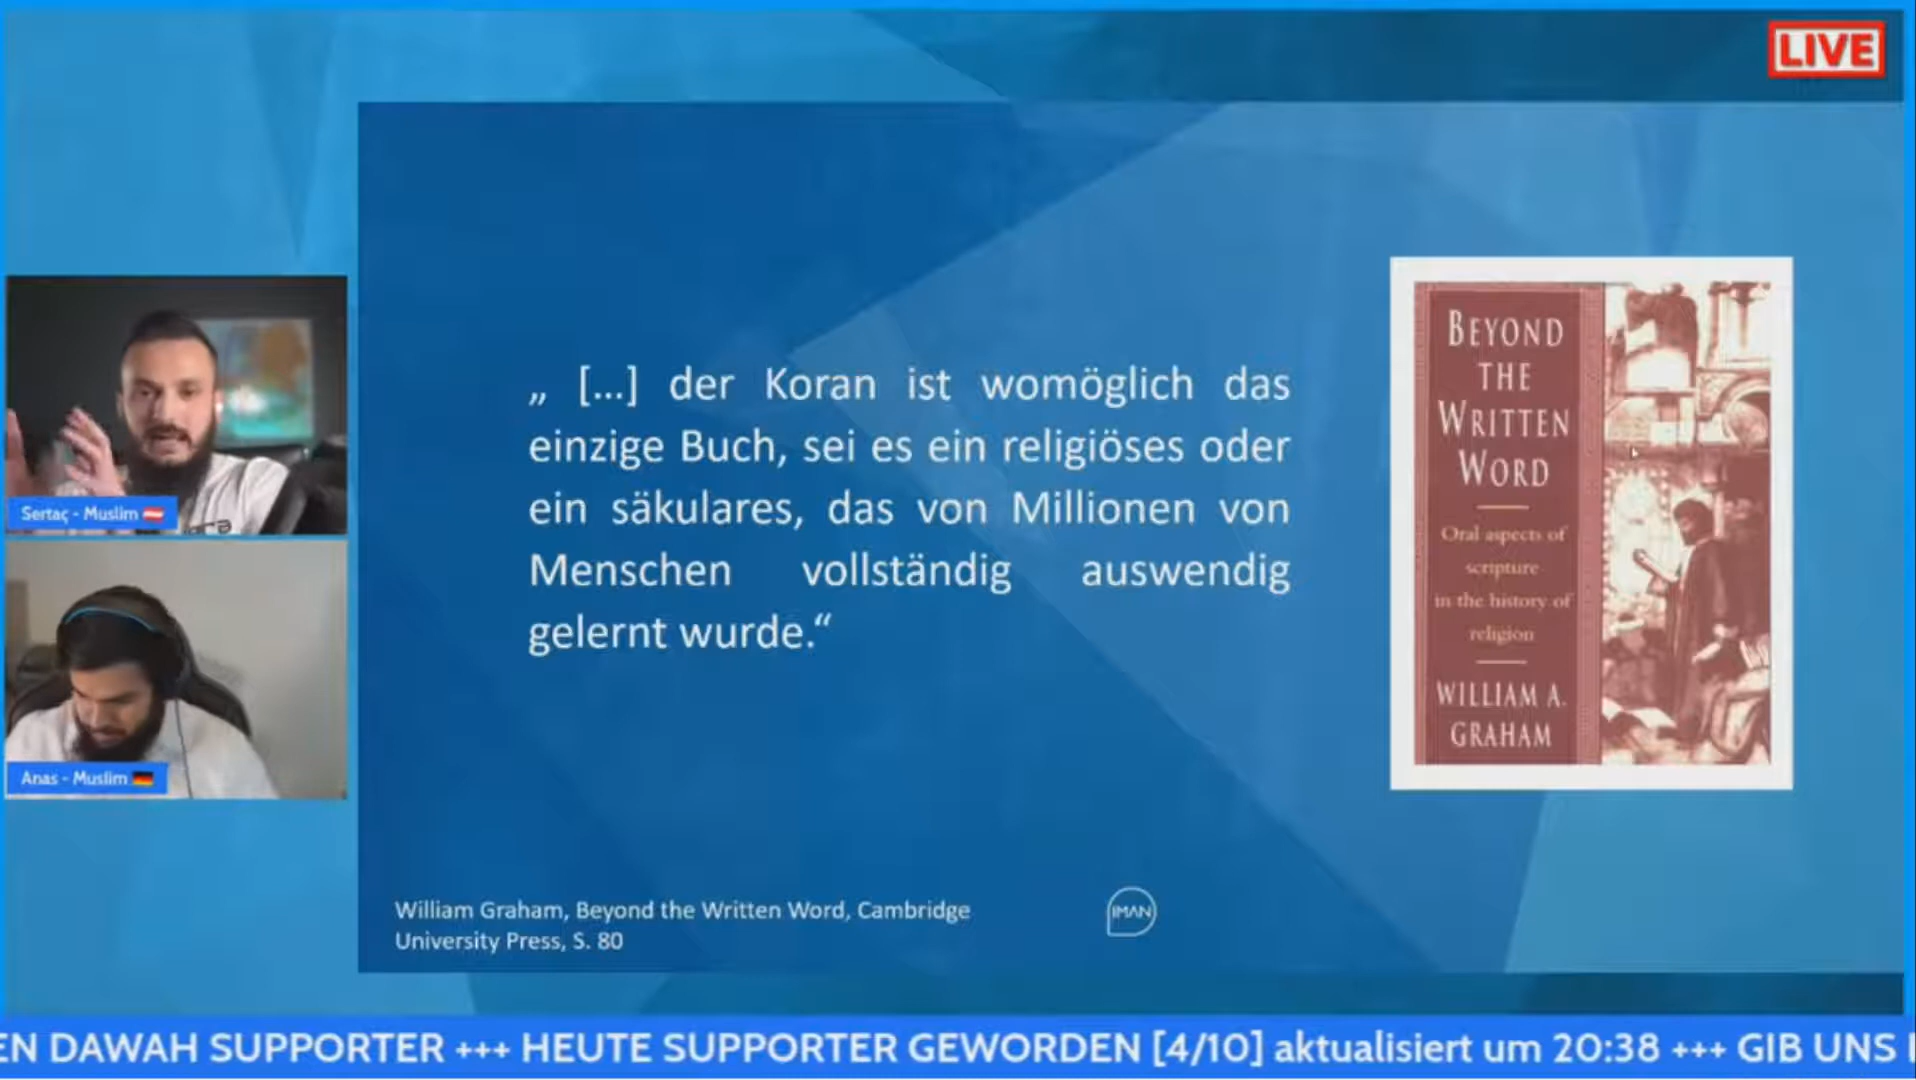 LIVE
„ [...] der Koran ist womöglich das
einzige Buch, sei es ein religiöses oder
ein säkulares, das von Millionen von
Menschen vollständig auswendig
gelernt wurde.“
BEYOND
THE
WRITTEN
WORD
Oral aspects of
scripture
in the history of
religion
WILLIAM A.
GRAHAM
Sertaç - Muslim
Anas - Muslim
William Graham, Beyond the Written Word, Cambridge
University Press, S. 80
IMAN
EN DAWAH SUPPORTER +++ HEUTE SUPPORTER GEWORDEN [4/10] aktualisiert um 20:38 +++ GIB UNS